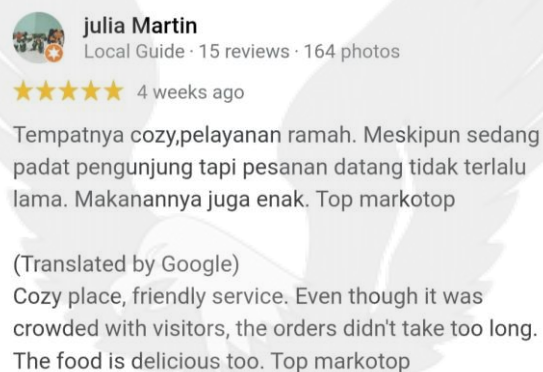 julia Martin
Local Guide · 15 reviews · 164 photos
4 weeks ago
Tempatnya cozy,pelayanan ramah. Meskipun sedang
padat pengunjung tapi pesanan datang tidak terlalu
lama. Makanannya juga enak. Top markotop
(Translated by Google)
Cozy place, friendly service. Even though it was
crowded with visitors, the orders didn't take too long.
The food is delicious too. Top markotop